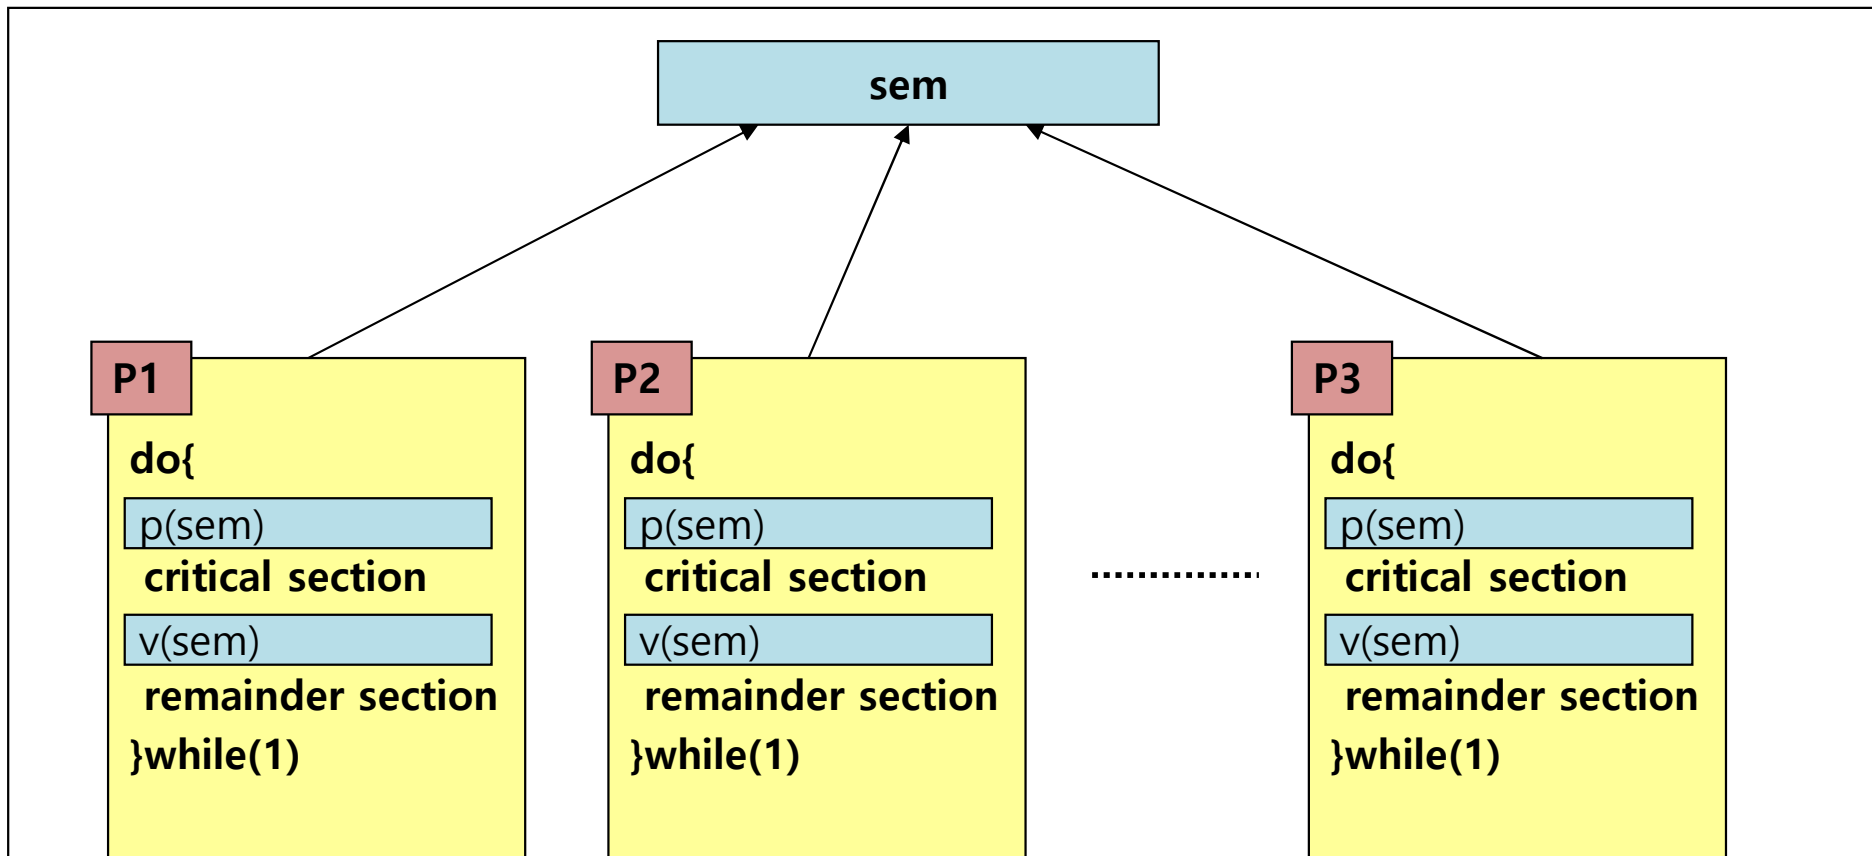 sem
P1
do{
p(sem)
critical section
v(sem)
remainder section
}while(1)
P2
do{
p(sem)
critical section
v(sem)
remainder section
}while(1)
P3
do{
p(sem)
critical section
v(sem)
remainder section
}while(1)